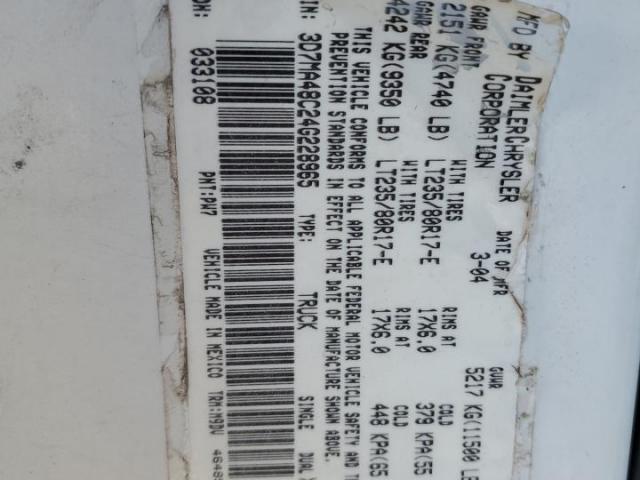 MFD BY DAIMLERCHRYSLER CORPORATION
DATE OF MFR 3-04
GVWR 5217 KG(11500 LB
GAWR FRONT WITH TIRES RIMS AT COLD
2151 KG(4740 LB) LT235/80R17-E 17X6.0 379 KPA(55
GAWR REAR WITH TIRES RIMS AT COLD
4242 KG(9350 LB) LT235/80R17-E 17X6.0 448 KPA(65
THIS VEHICLE CONFORMS TO ALL APPLICABLE FEDERAL MOTOR VEHICLE SAFETY AND
PREVENTION STANDARDS IN EFFECT ON THE DATE OF MANUFACTURE SHOWN ABOVE.
3D7MA48C24G228965 TYPE: TRUCK SINGLE DUAL X
033108 PNT:PW7 VEHICLE MADE IN MEXICO TRM:M9DV